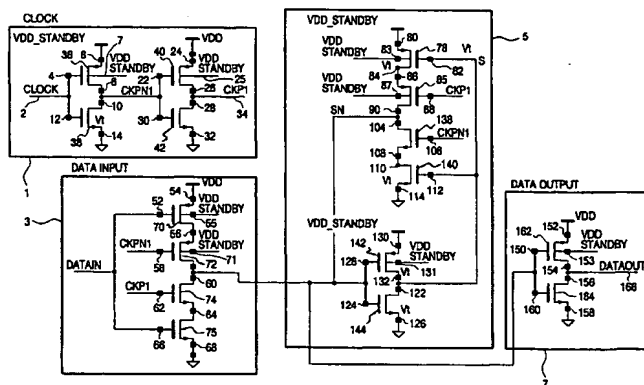 CLOCK
VDD_STANDBY
VDD
VDD
6
7
38
24
40
VDD STANDBY
VDD STANDBY
4
8
22
25
CLOCK
10
CKPN1
26
CKP1
2
12
28
34
30
Vt
38
14
42
32
1
DATA INPUT
3
54
VDD
52
VDD STANDBY
55
70
56
VDD STANDBY
CKPN1
71
58
72
DATAIN
60
CKP1
74
62
64
75
66
68
VDD_STANDBY
5
80
VDD STANDBY
83
78
Vt
S
Vt
82
84
86
VDD STANDBY
85
87
CKP1
88
90
SN
104
138
CKPN1
106
108
110
140
Vt
112
114
VDD_STANDBY
130
VDD
142
VDD STANDBY
128
131
132
Vt
122
124
Vt
144
126
DATA OUTPUT
152
VDD
162
VDD STANDBY
150
153
154
DATAOUT
156
168
160
164
158
7